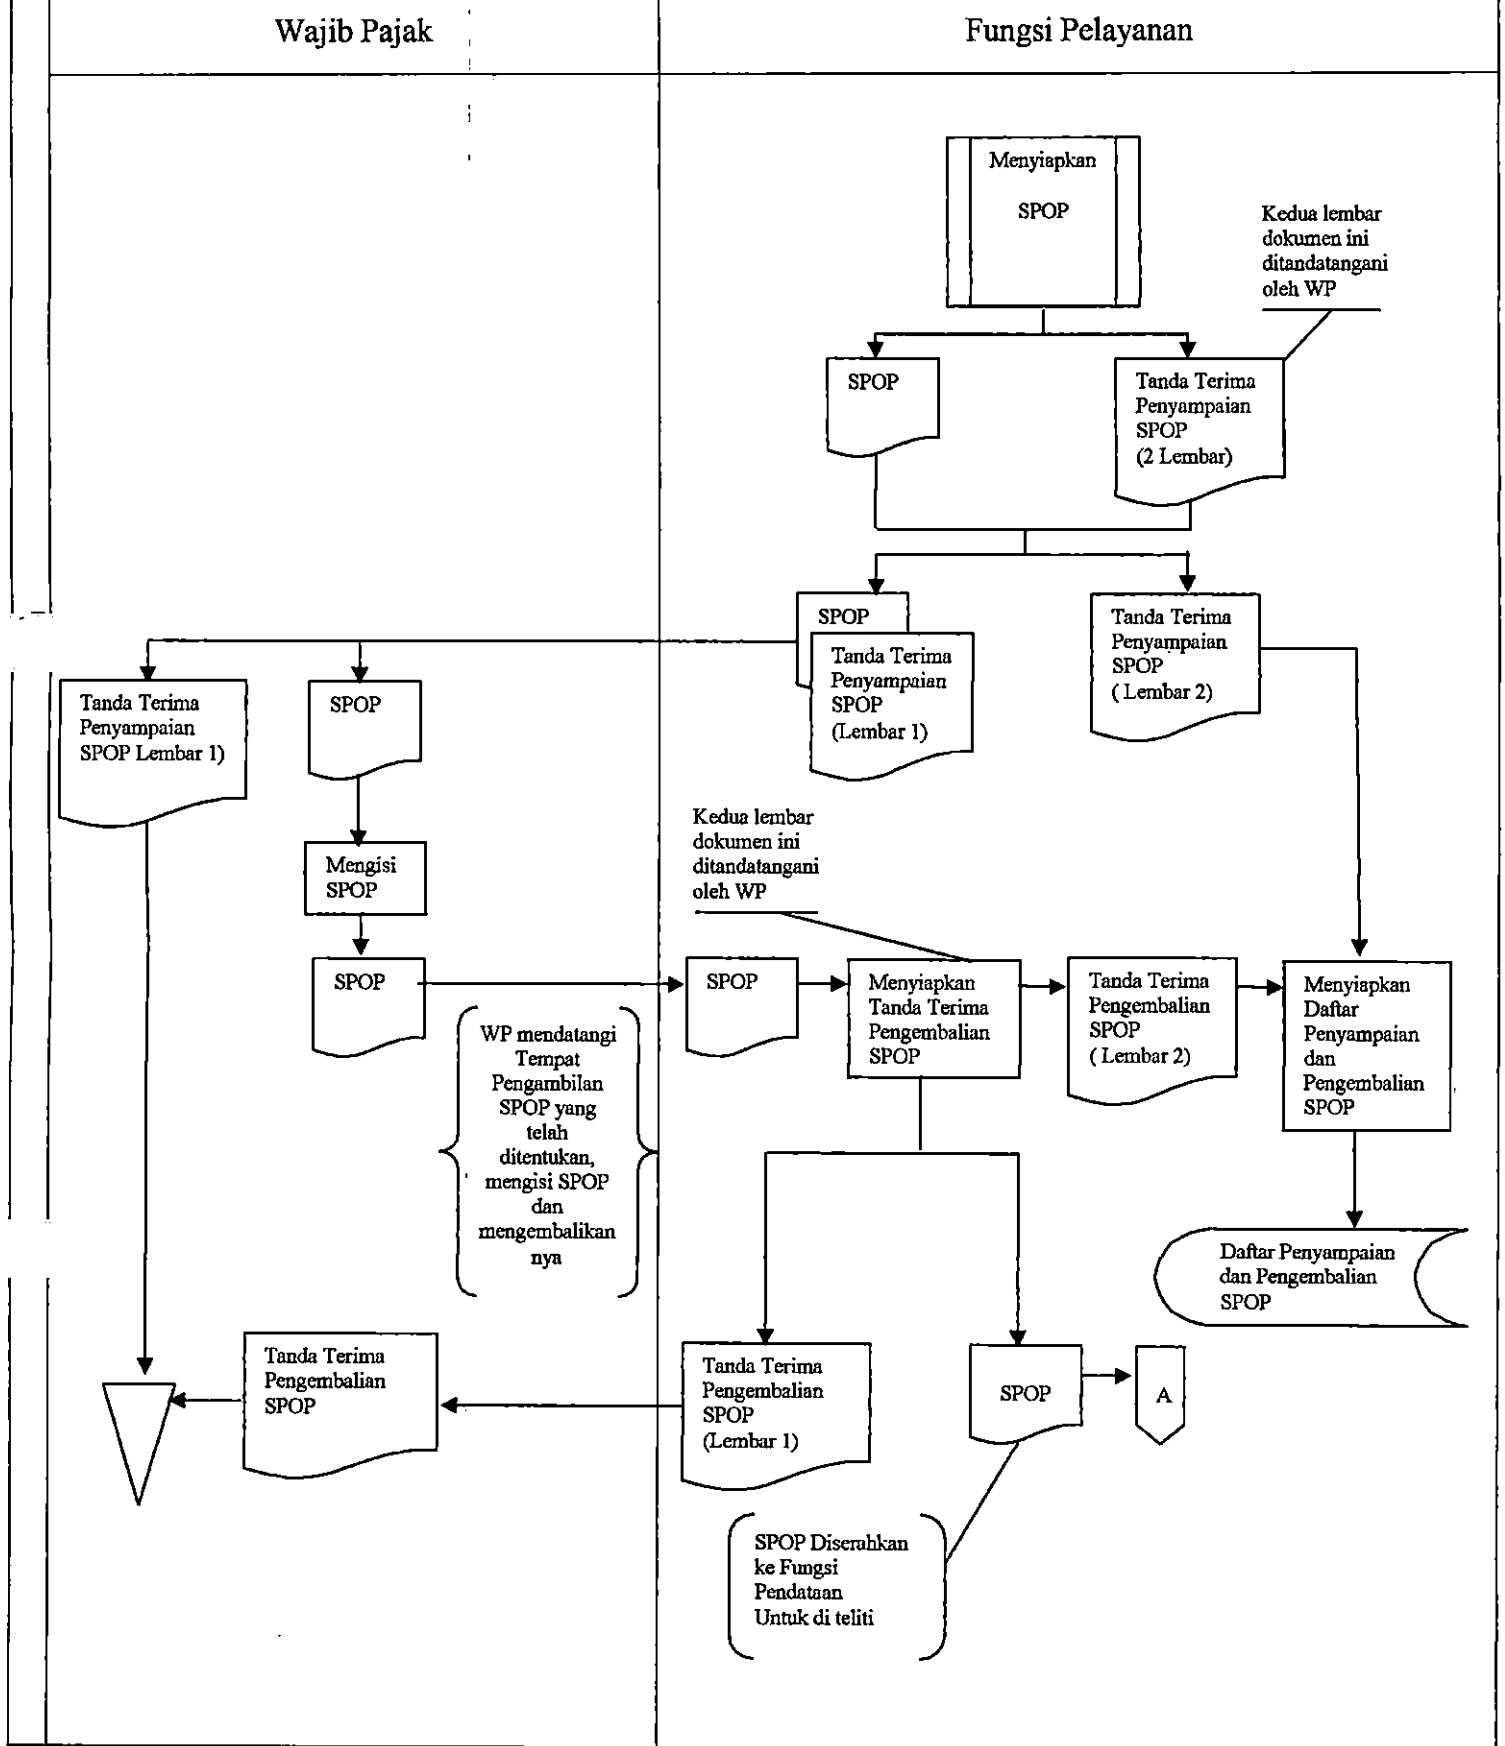 Wajib Pajak
Fungsi Pelayanan
Menyiapkan
SPOP
Kedua lembar
dokumen ini
ditandatangani
oleh WP
SPOP
Tanda Terima
Penyampaian
SPOP
(2 Lembar)
SPOP
Tanda Terima
Penyampaian
SPOP
(Lembar 1)
Tanda Terima
Penyampaian
SPOP
( Lembar 2)
Tanda Terima
Penyampaian
SPOP Lembar 1)
SPOP
Mengisi
SPOP
Kedua lembar
dokumen ini
ditandatangani
oleh WP
SPOP
SPOP
Menyiapkan
Tanda Terima
Pengembalian
SPOP
Tanda Terima
Pengembalian
SPOP
( Lembar 2)
Menyiapkan
Daftar
Penyampaian
dan
Pengembalian
SPOP
WP mendatangi
Tempat
Pengambilan
SPOP yang
telah
ditentukan,
mengisi SPOP
dan
mengembalikan
nya
Daftar Penyampaian
dan Pengembalian
SPOP
Tanda Terima
Pengembalian
SPOP
Tanda Terima
Pengembalian
SPOP
(Lembar 1)
SPOP
A
SPOP Diserahkan
ke Fungsi
Pendataan
Untuk di teliti